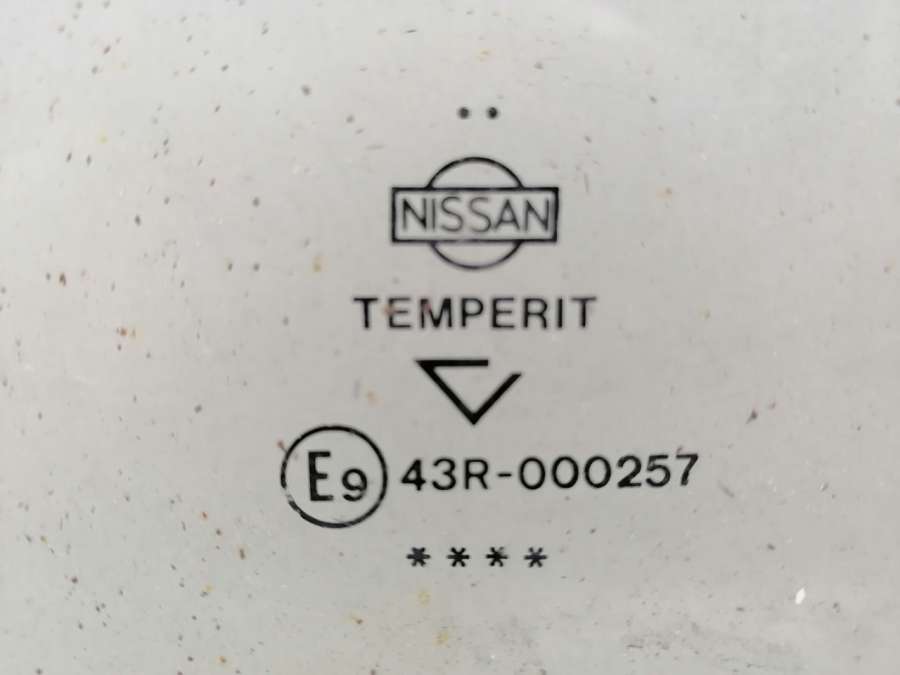 NISSAN
TEMPERIT
E9 43R-000257
****